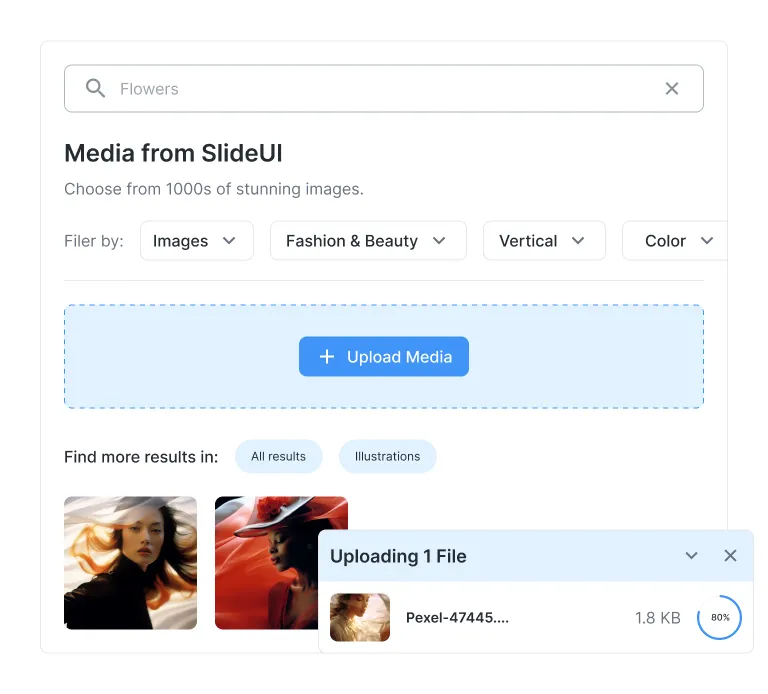 Flowers
Media from SlideUI
Choose from 1000s of stunning images.
Filer by: Images Fashion & Beauty Vertical Color
Upload Media
Find more results in: All results Illustrations
Uploading 1 File
Pexel-47445.... 1.8 KB 80%